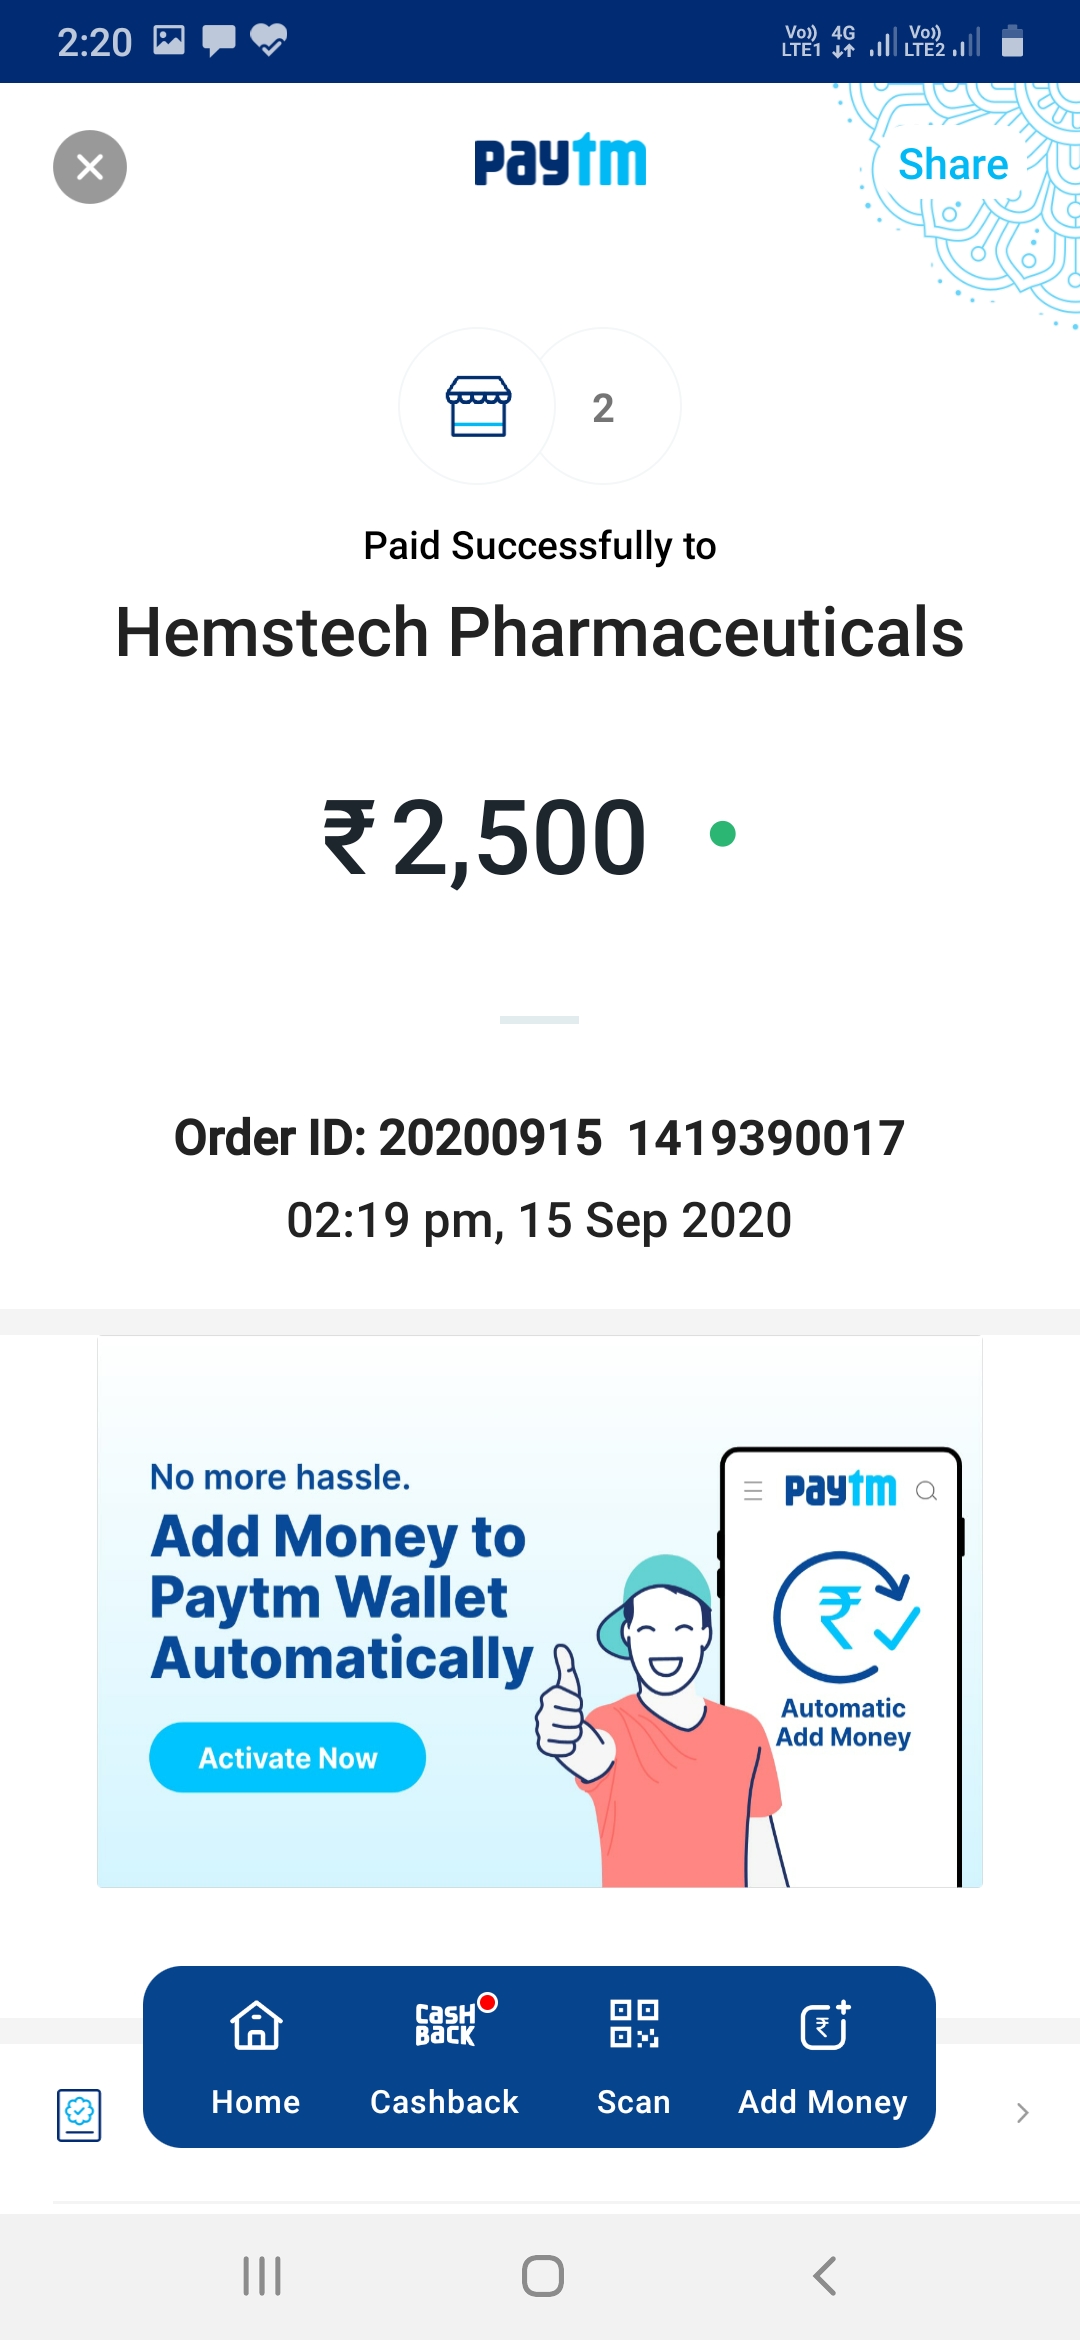 2:20 Vo)) LTE1 4G Vo)) LTE2
paytm
Share
2
Paid Successfully to
Hemstech Pharmaceuticals
₹2,500
Order ID: 20200915 1419390017
02:19 pm, 15 Sep 2020
No more hassle.
Add Money to
Paytm Wallet
Automatically
Activate Now
paytm
₹
Automatic
Add Money
CASH
BACK
₹
Home Cashback Scan Add Money